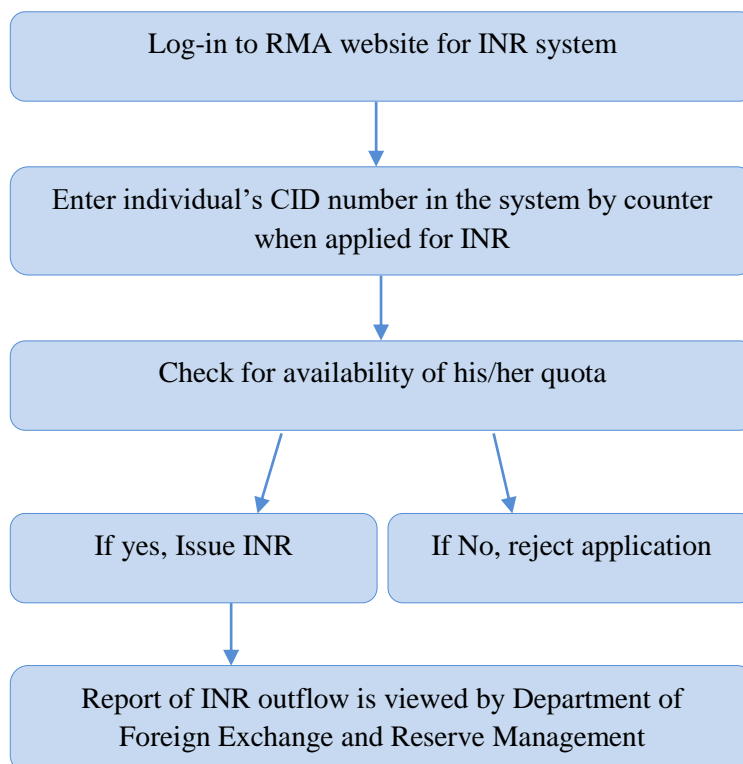 Log-in to RMA website for INR system
Enter individual’s CID number in the system by counter
when applied for INR
Check for availability of his/her quota
If yes, Issue INR
If No, reject application
Report of INR outflow is viewed by Department of
Foreign Exchange and Reserve Management